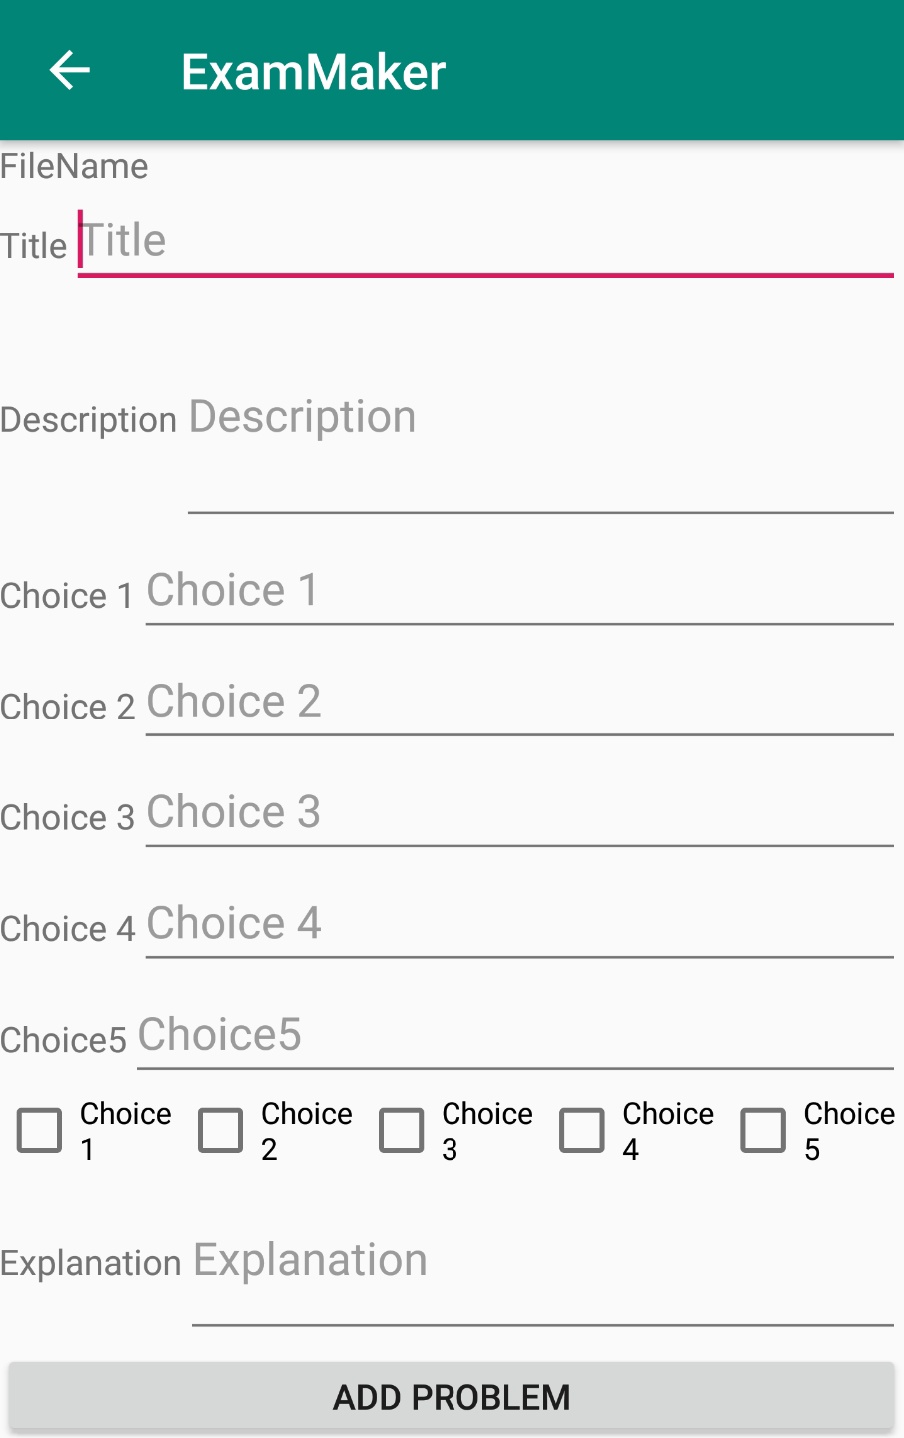 ExamMaker
FileName
Title Title
Description Description
Choice 1 Choice 1
Choice 2 Choice 2
Choice 3 Choice 3
Choice 4 Choice 4
Choice5 Choice5
Choice 1
Choice 2
Choice 3
Choice 4
Choice 5
Explanation Explanation
ADD PROBLEM